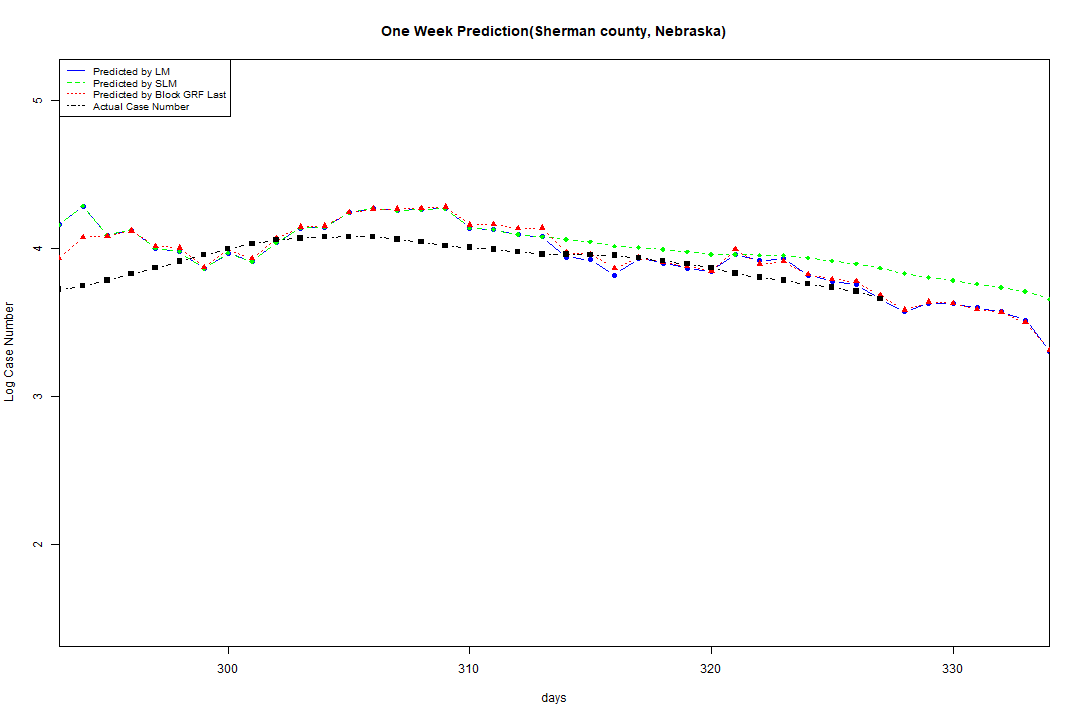 One Week Prediction(Sherman county, Nebraska)
Predicted by LM
Predicted by SLM
Predicted by Block GRF Last
Actual Case Number
5
4
3
2
Log Case Number
300 310 320 330
days